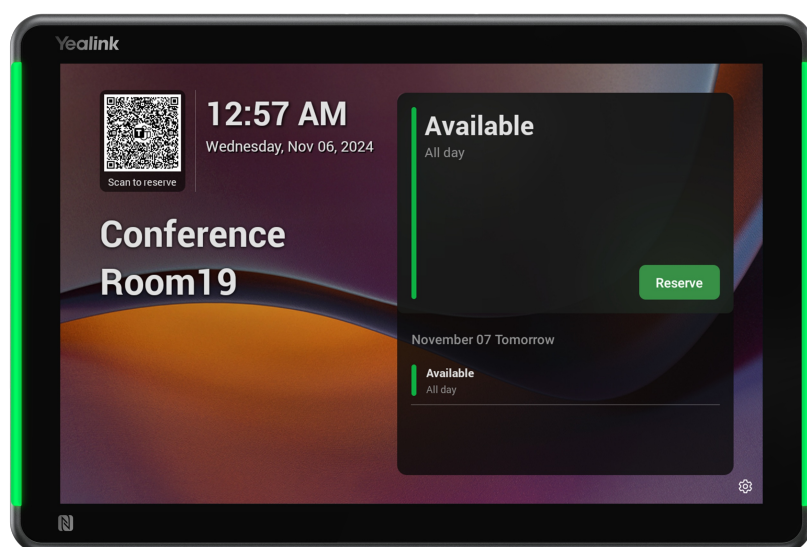 Yealink
Scan to reserve
12:57 AM
Wednesday, Nov 06, 2024
Conference
Room19
Available
All day
Reserve
November 07 Tomorrow
Available
All day